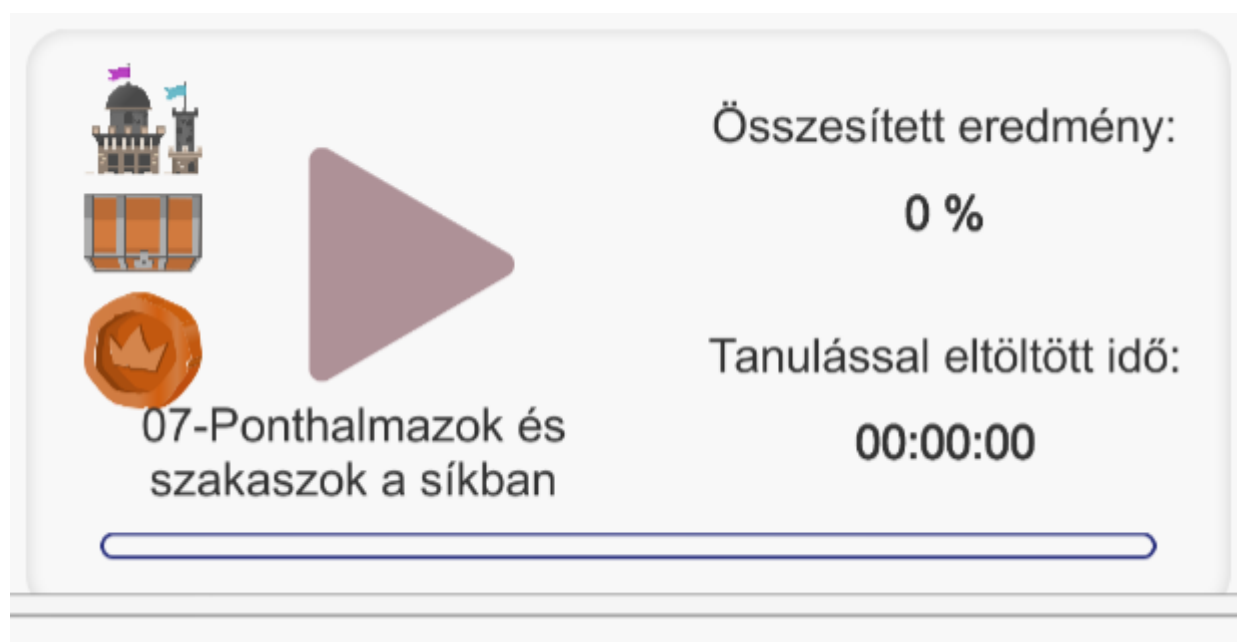 Összesített eredmény:
0 %
Tanulással eltöltött idő:
00:00:00
07-Ponthalmazok és
szakaszok a síkban